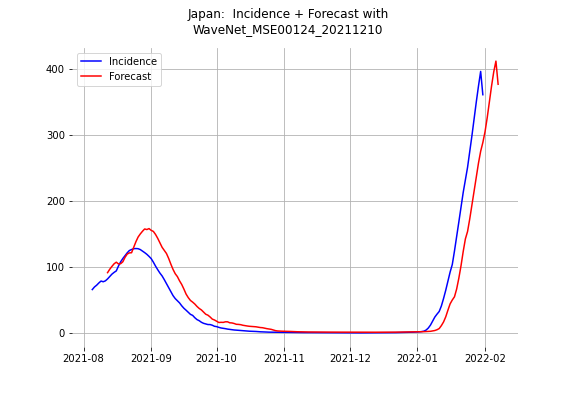 Japan:  Incidence + Forecast with
WaveNet_MSE00124_20211210
Incidence
Forecast
400
300
200
100
0
2021-08 2021-09 2021-10 2021-11 2021-12 2022-01 2022-02